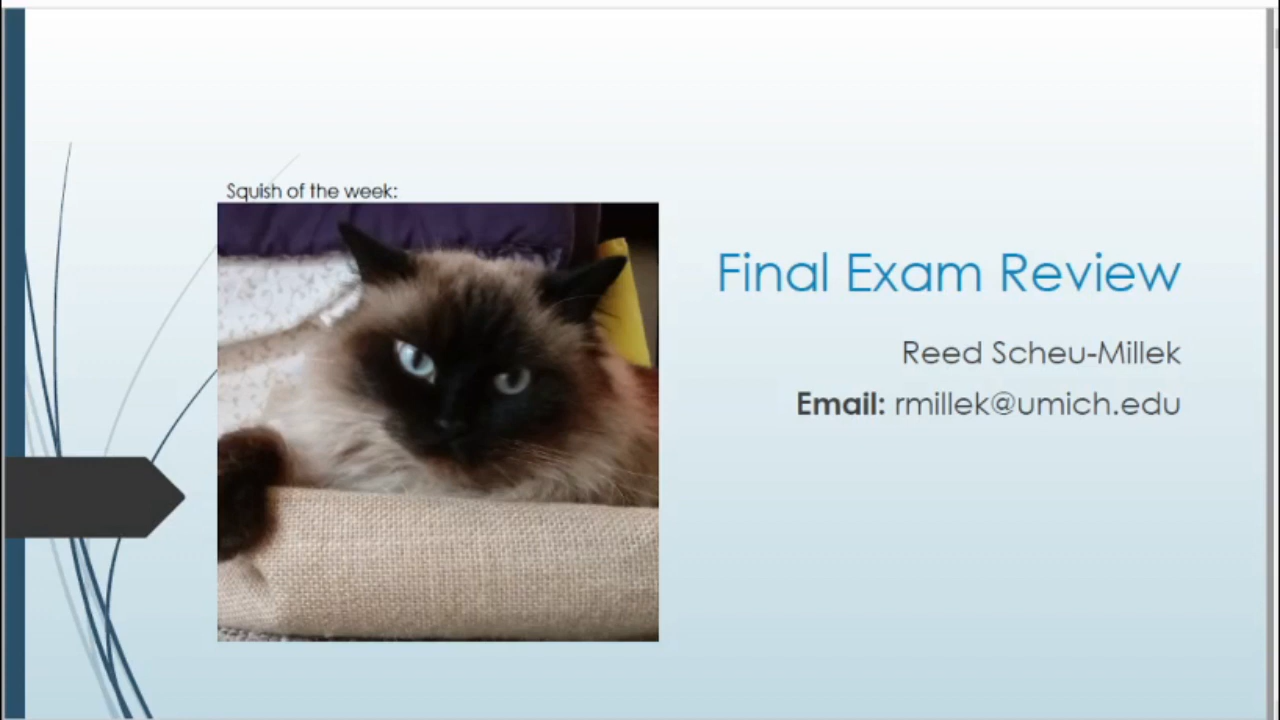 Squish of the week:
Final Exam Review
Reed Scheu-Millek
Email: rmillek@umich.edu